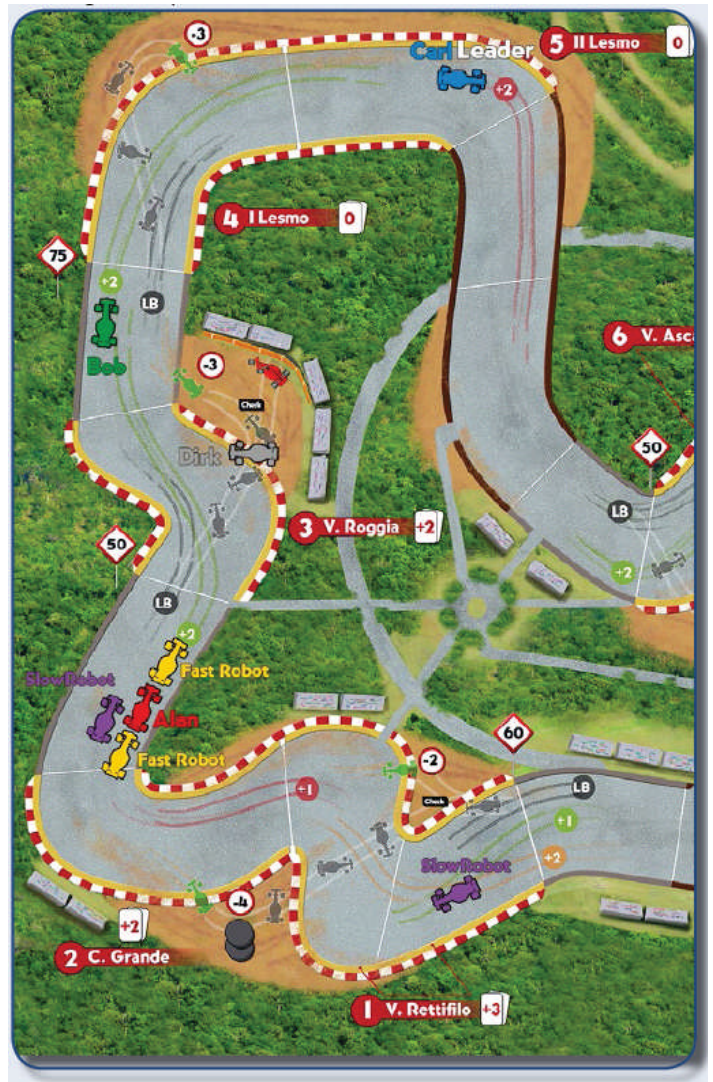 -3
Carl Leader
5 II Lesmo 0
+2
4 I Lesmo 0
75
+2
LB
Bob
-3
6 V. Asca
Check
Dirk
50
3 V. Roggia +2
LB
50
LB
+2
+2
Fast Robot
SlowRobot
Alan
Fast Robot
60
-2
+1
Check
LB
+1
+2
SlowRobot
-4
+2
2 C. Grande
1 V. Rettifilo +3